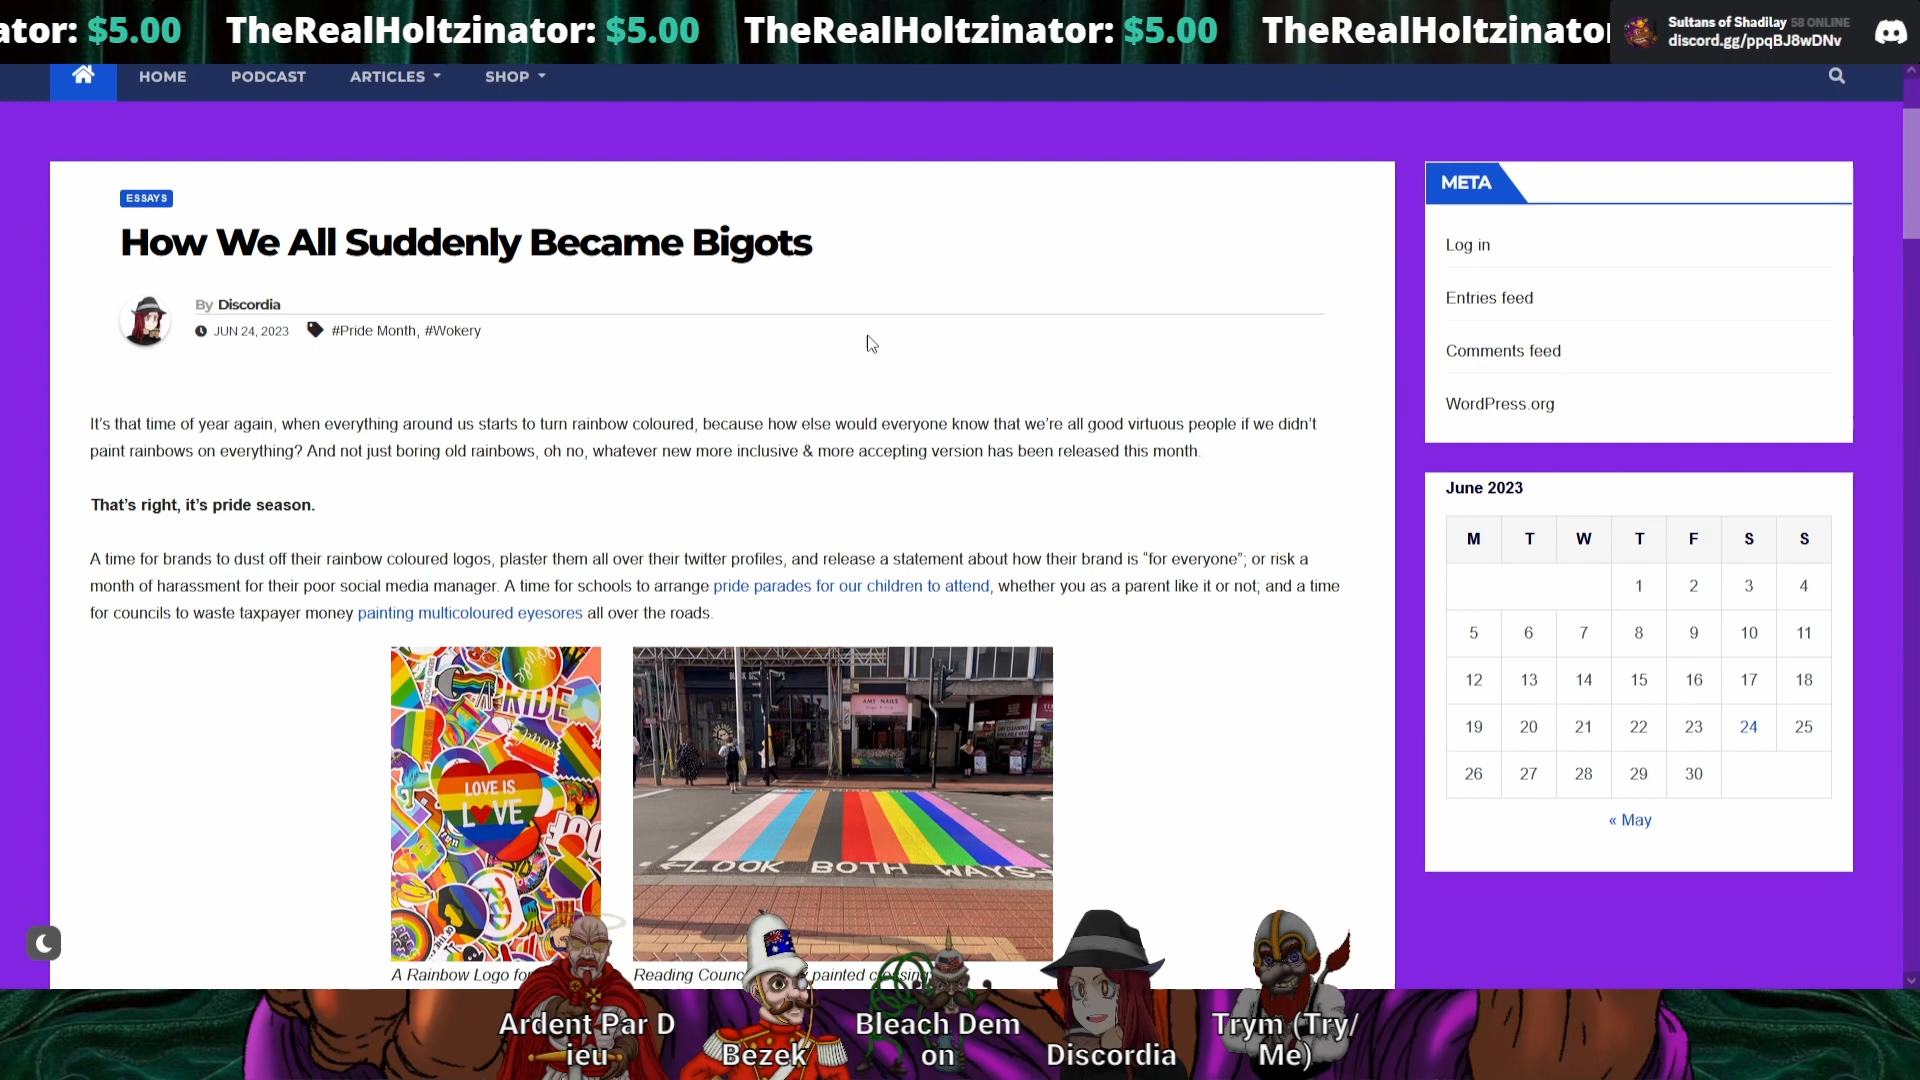 ator: $5.00 TheRealHoltzinator: $5.00 TheRealHoltzinator: $5.00 TheRealHoltzinator
Sultans of Shadilay 58 ONLINE
discord.gg/ppqBJ8wDNv
HOME PODCAST ARTICLES SHOP
ESSAYS
How We All Suddenly Became Bigots
By Discordia
JUN 24, 2023 #Pride Month, #Wokery
It's that time of year again, when everything around us starts to turn rainbow coloured, because how else would everyone know that we're all good virtuous people if we didn't
paint rainbows on everything? And not just boring old rainbows, oh no, whatever new more inclusive & more accepting version has been released this month.
That's right, it's pride season.
A time for brands to dust off their rainbow coloured logos, plaster them all over their twitter profiles, and release a statement about how their brand is “for everyone”; or risk a
month of harassment for their poor social media manager. A time for schools to arrange pride parades for our children to attend, whether you as a parent like it or not; and a time
for councils to waste taxpayer money painting multicoloured eyesores all over the roads.
PRIDE
LOVE IS
LOVE
AMY NAILS
LOOK BOTH WAYS
A Rainbow Logo for
Reading Counc painted crossing
META
Log in
Entries feed
Comments feed
WordPress.org
June 2023
M T W T F S S
1 2 3 4
5 6 7 8 9 10 11
12 13 14 15 16 17 18
19 20 21 22 23 24 25
26 27 28 29 30
« May
Ardent Par D
ieu
Bezek
Bleach Dem
on
Discordia
Trym (Try/
Me)